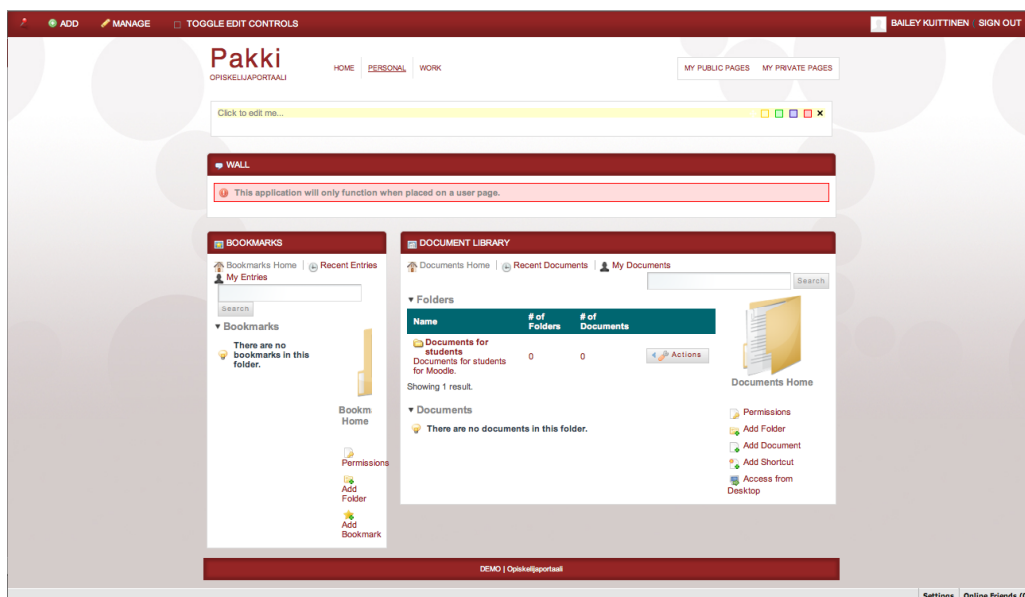 ADD MANAGE TOGGLE EDIT CONTROLS BAILEY KUITTINEN SIGN OUT
Pakki
OPISKELIJAPORTAALI
HOME PERSONAL WORK MY PUBLIC PAGES MY PRIVATE PAGES
Click to edit me...
WALL
This application will only function when placed on a user page.
BOOKMARKS
Bookmarks Home Recent Entries
My Entries
Search
Bookmarks
There are no
bookmarks in this
folder.
Bookm
Home
Permissions
Add
Folder
Add
Bookmark
DOCUMENT LIBRARY
Documents Home Recent Documents My Documents
Search
Folders
Name # of Folders # of Documents
Documents for
students
Documents for students
for Moodle.
0 0 Actions
Showing 1 result.
Documents
There are no documents in this folder.
Documents Home
Permissions
Add Folder
Add Document
Add Shortcut
Access from
Desktop
DEMO | Opiskelijaportaali
Settings Online Friends